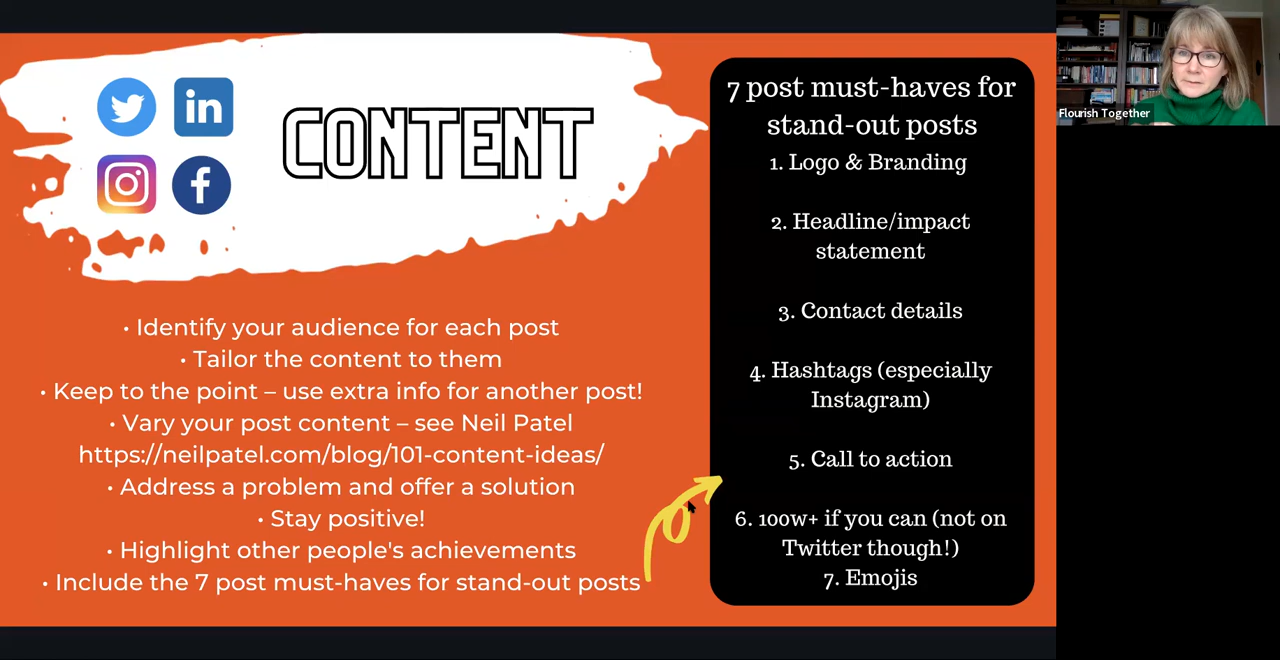 CONTENT
• Identify your audience for each post
• Tailor the content to them
• Keep to the point – use extra info for another post!
• Vary your post content – see Neil Patel
https://neilpatel.com/blog/101-content-ideas/
• Address a problem and offer a solution
• Stay positive!
• Highlight other people's achievements
• Include the 7 post must-haves for stand-out posts
7 post must-haves for
stand-out posts
1. Logo & Branding
2. Headline/impact
statement
3. Contact details
4. Hashtags (especially
Instagram)
5. Call to action
6. 100w+ if you can (not on
Twitter though!)
7. Emojis
Flourish Together